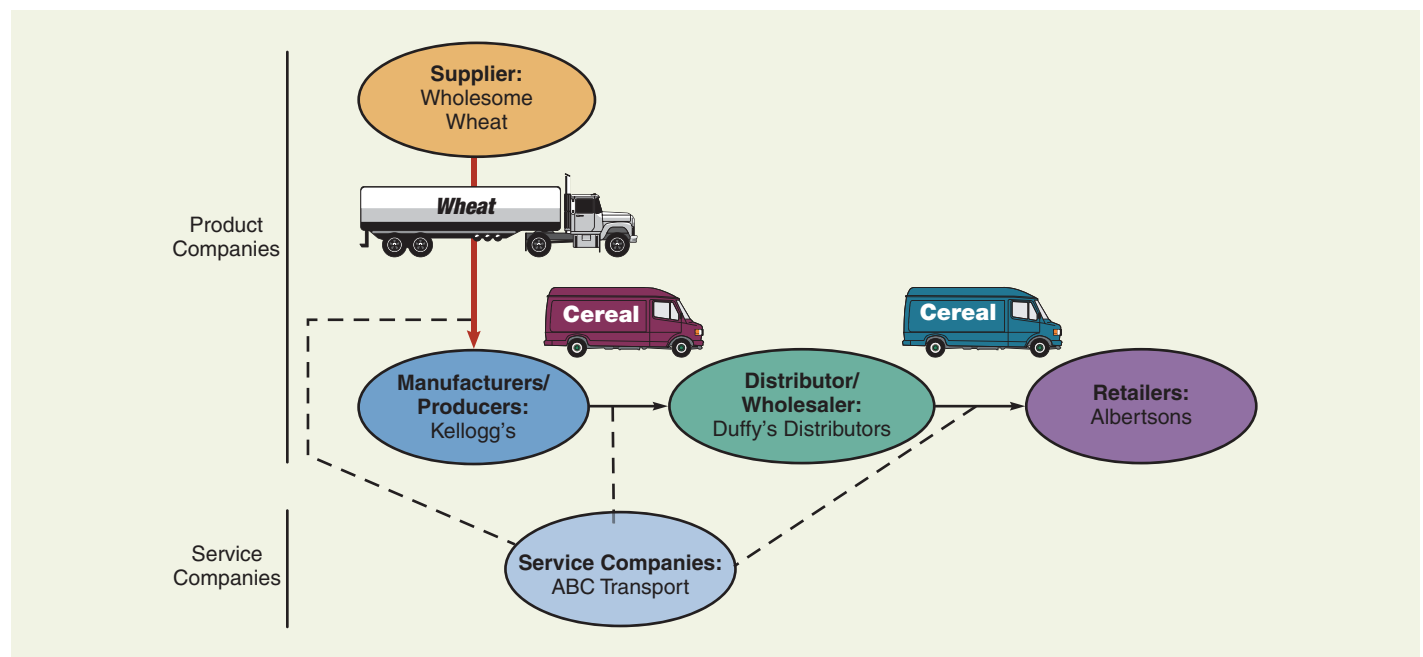 Supplier:
Wholesome
Wheat
Wheat
Product
Companies
Cereal
Cereal
Manufacturers/
Producers:
Kellogg's
Distributor/
Wholesaler:
Duffy's Distributors
Retailers:
Albertsons
Service
Companies
Service Companies:
ABC Transport